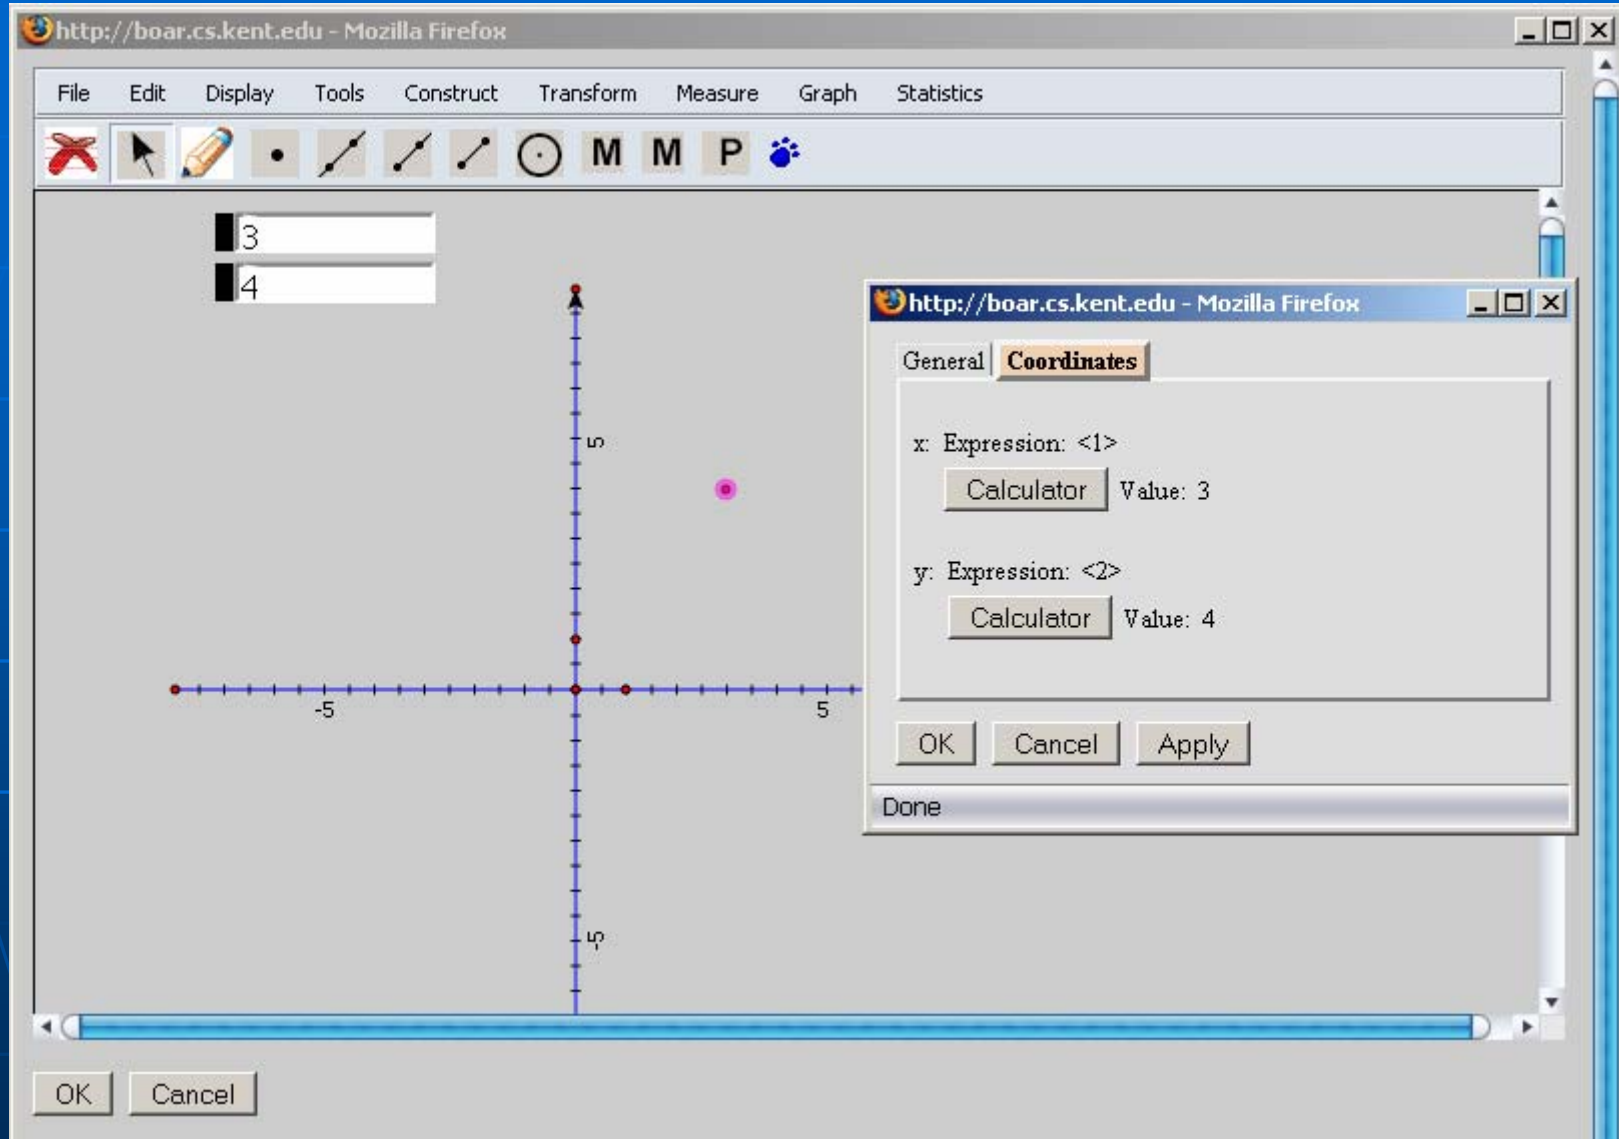 http://boar.cs.kent.edu - Mozilla Firefox
File Edit Display Tools Construct Transform Measure Graph Statistics
M M P
3
4
5
-5
5
-5
http://boar.cs.kent.edu - Mozilla Firefox
General Coordinates
x: Expression: <1>
Calculator Value: 3
y: Expression: <2>
Calculator Value: 4
OK Cancel Apply
Done
OK Cancel